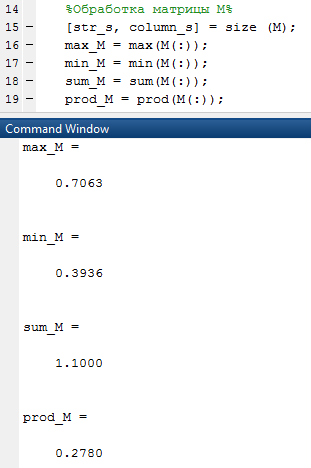 14 %Обработка матрицы M%
15 – [str_s, column_s] = size (M);
16 – max_M = max(M(:));
17 – min_M = min(M(:));
18 – sum_M = sum(M(:));
19 – prod_M = prod(M(:));
Command Window
max_M =
0.7063
min_M =
0.3936
sum_M =
1.1000
prod_M =
0.2780